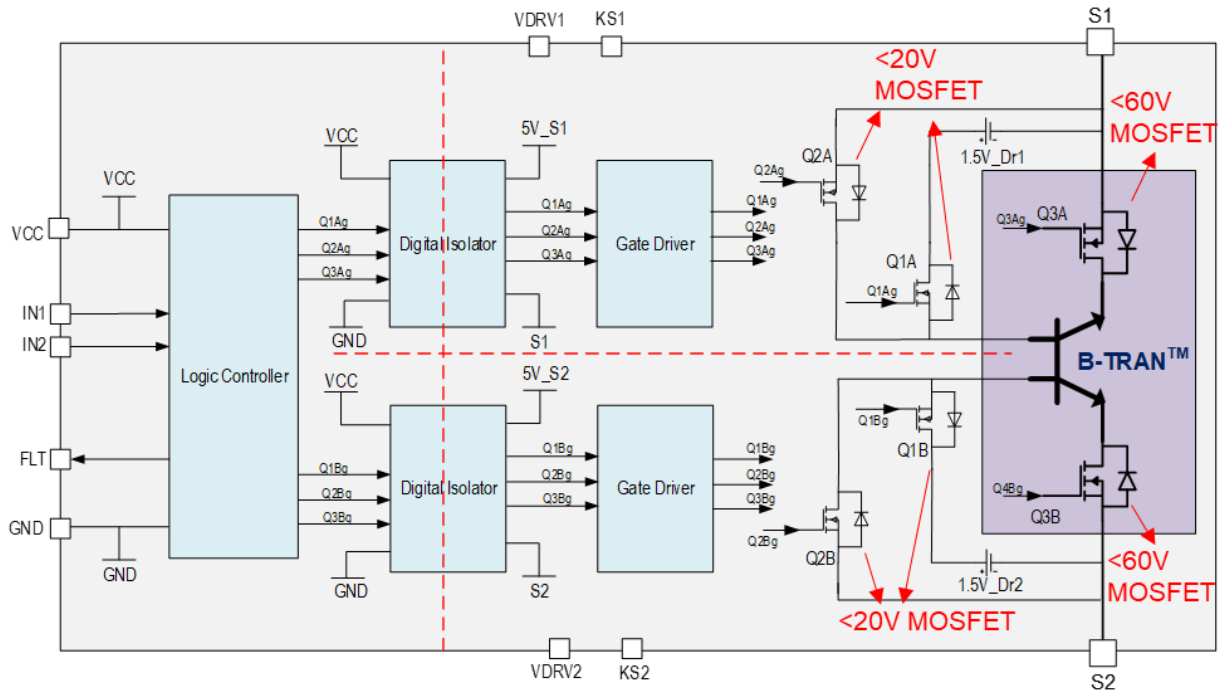 VDRV1
KS1
S1
<20V
MOSFET
<60V
MOSFET
VCC
VCC
5V_S1
1.5V_Dr1
Q2A
Q2Ag
Q1A
Q1Ag
Q3A
Q3Ag
VCC
Q1Ag
Q2Ag
Q3Ag
Digital Isolator
Q1Ag
Q2Ag
Q3Ag
Gate Driver
Q1Ag
Q2Ag
Q3Ag
IN1
IN2
GND
S1
Logic Controller
B-TRAN™
VCC
5V_S2
Q1Bg
Q1B
FLT
Q1Bg
Q2Bg
Q3Bg
Digital Isolator
Q1Bg
Q2Bg
Q3Bg
Gate Driver
Q1Bg
Q2Bg
Q3Bg
Q2Bg
Q2B
Q4Bg
Q3B
GND
GND
GND
S2
1.5V_Dr2
<60V
MOSFET
<20V MOSFET
VDRV2
KS2
S2